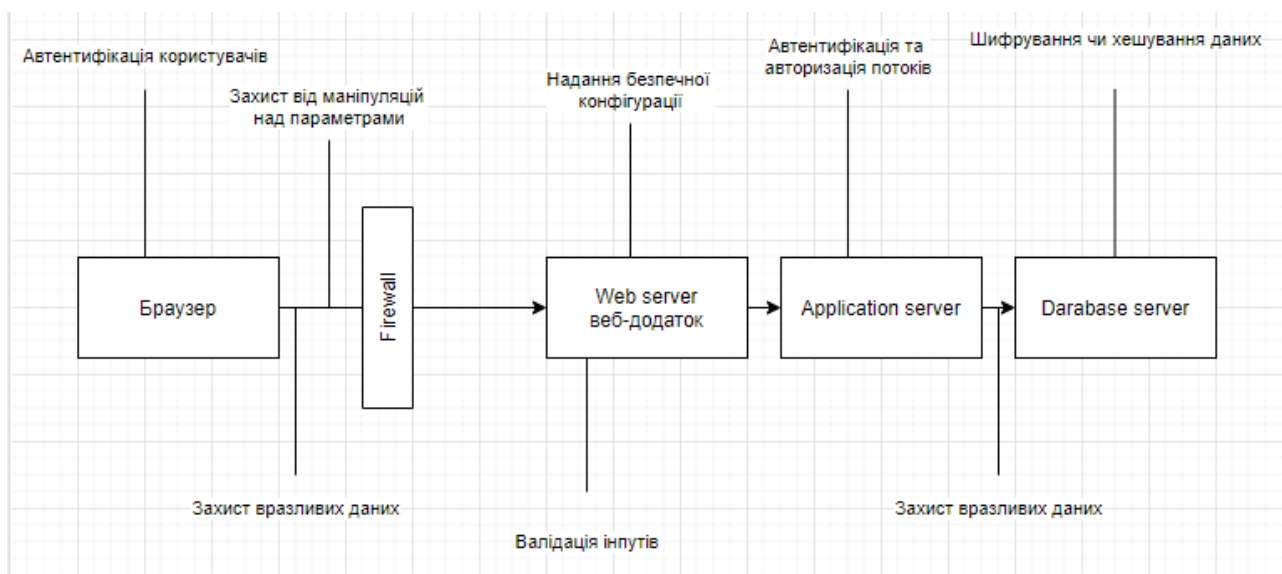 Автентифікація користувачів
Захист від маніпуляцій
над параметрами
Надання безпечної
конфігурації
Автентифікація та
авторизація потоків
Шифрування чи хешування даних
Браузер
Firewall
Web server
веб-додаток
Application server
Darabase server
Захист вразливих даних
Валідація інпутів
Захист вразливих даних